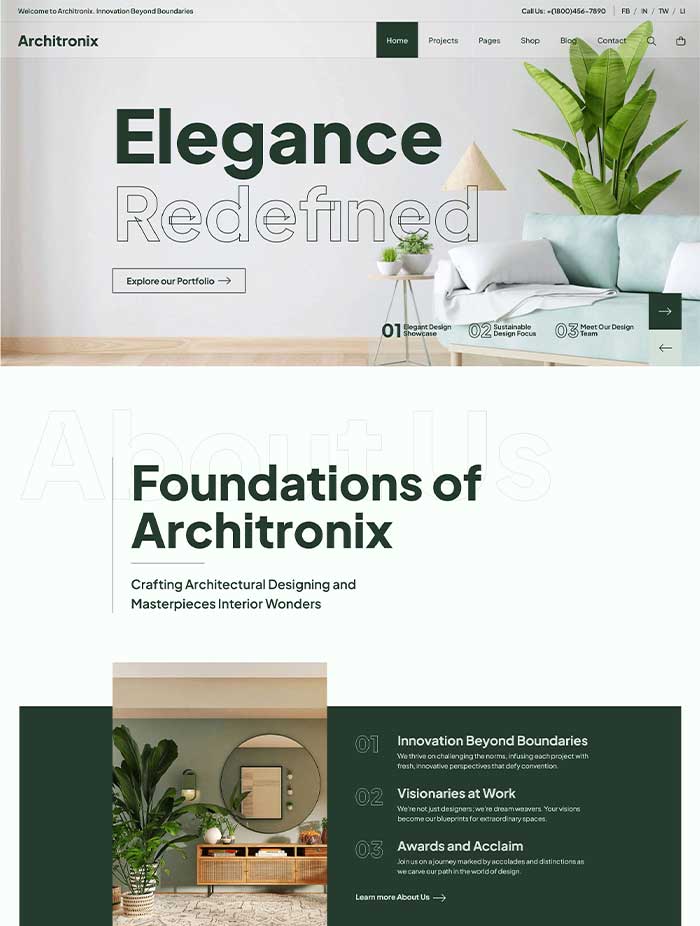 Welcome to Architronix. Innovation Beyond Boundaries
Call Us: +(1800)456-7890
FB / IN / TW / LI
Architronix
Home
Projects
Pages
Shop
Blog
Contact
Elegance
Redefined
Explore our Portfolio
01 Elegant Design
Showcase
02 Sustainable
Design Focus
03 Meet Our Design
Team
About Us
Foundations of
Architronix
Crafting Architectural Designing and
Masterpieces Interior Wonders
01 Innovation Beyond Boundaries
We thrive on challenging the norms, infusing each project with
fresh, innovative perspectives that defy convention.
02 Visionaries at Work
We're not just designers; we're dream weavers. Your visions
become our blueprints for extraordinary spaces.
03 Awards and Acclaim
Join us on a journey marked by accolades and distinctions as
we carve our path in the world of design.
Learn more About Us